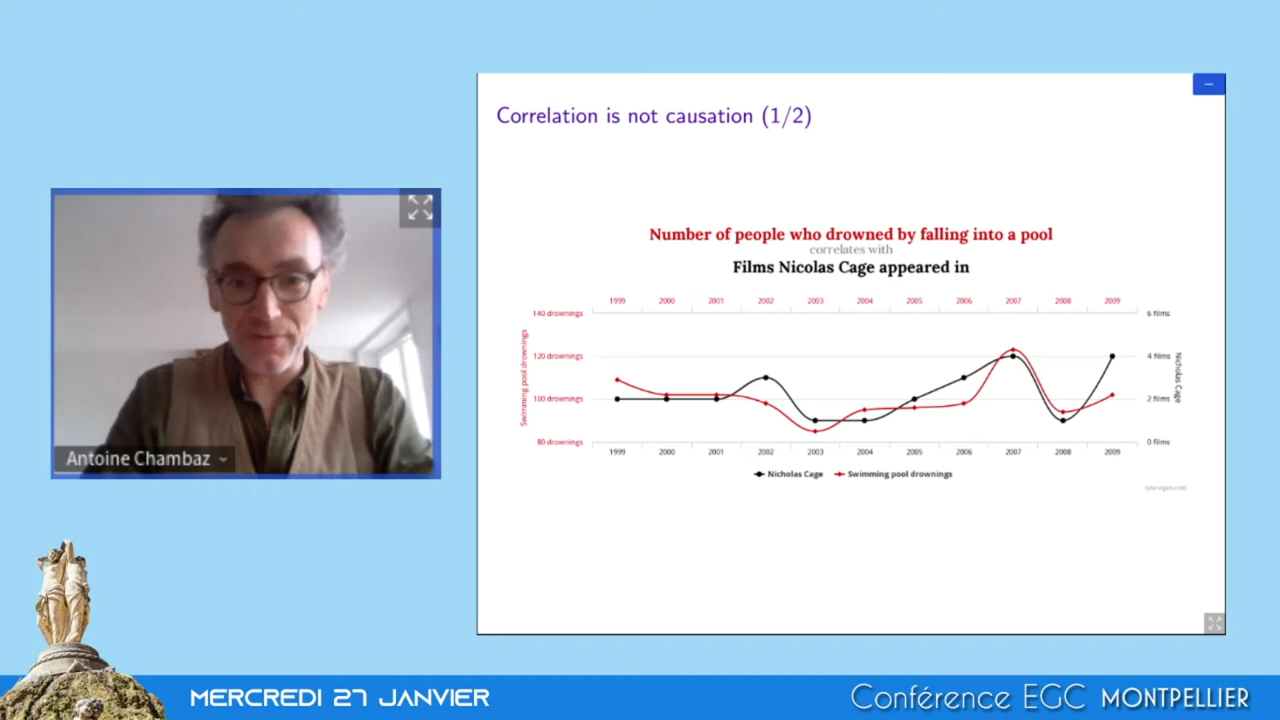 Correlation is not causation (1/2)
Number of people who drowned by falling into a pool
correlates with
Films Nicolas Cage appeared in
1999 2000 2001 2002 2003 2004 2005 2006 2007 2008 2009
140 drownings 6 films
120 drownings 4 films
100 drownings 2 films
80 drownings 0 films
Swimming pool drownings
Nicholas Cage
1999 2000 2001 2002 2003 2004 2005 2006 2007 2008 2009
Nicholas Cage Swimming pool drownings
tylervigen.com
Antoine Chambaz
MERCREDI 27 JANVIER
Conférence EGC MONTPELLIER